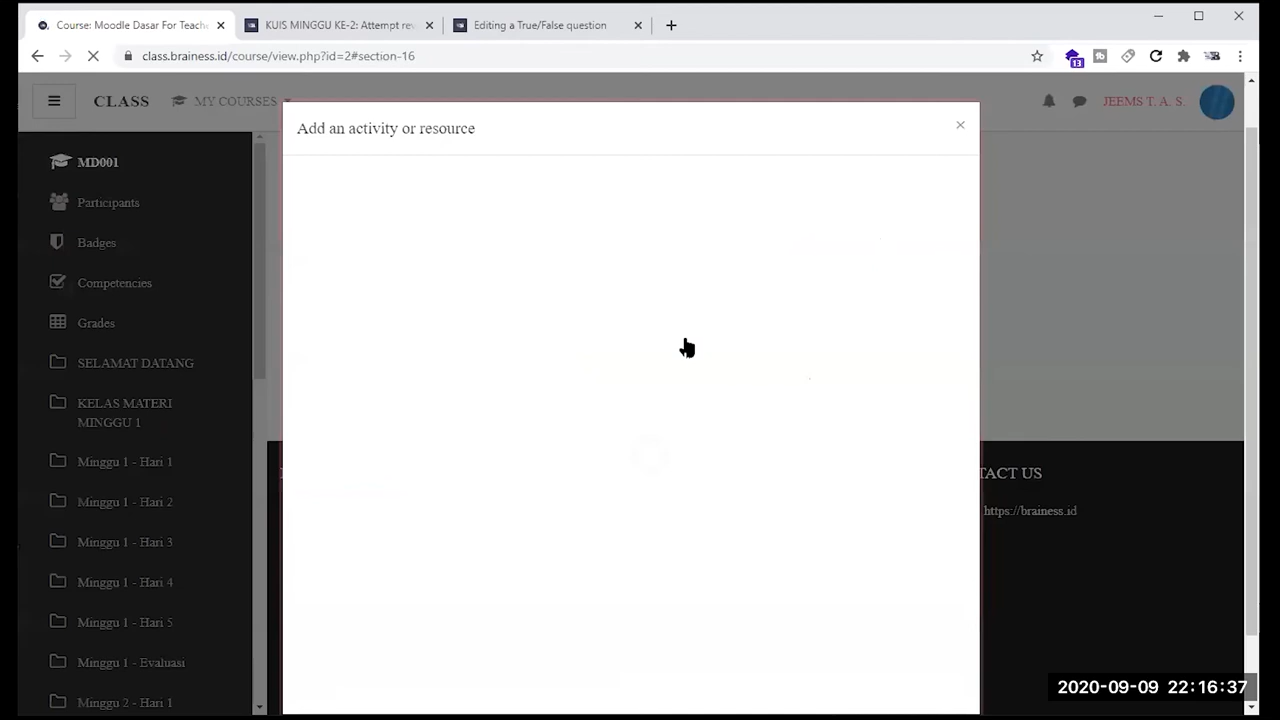 Course: Moodle Dasar For Teache
KUIS MINGGU KE-2: Attempt rev
Editing a True/False question
class.brainess.id/course/view.php?id=2#section-16
13
CLASS
MY COURSES
JEEMS T. A. S.
Add an activity or resource
MD001
Participants
Badges
Competencies
Grades
SELAMAT DATANG
KELAS MATERI
MINGGU 1
Minggu 1 - Hari 1
Minggu 1 - Hari 2
Minggu 1 - Hari 3
Minggu 1 - Hari 4
Minggu 1 - Hari 5
Minggu 1 - Evaluasi
Minggu 2 - Hari 1
TACT US
https://brainess.id
2020-09-09 22:16:37